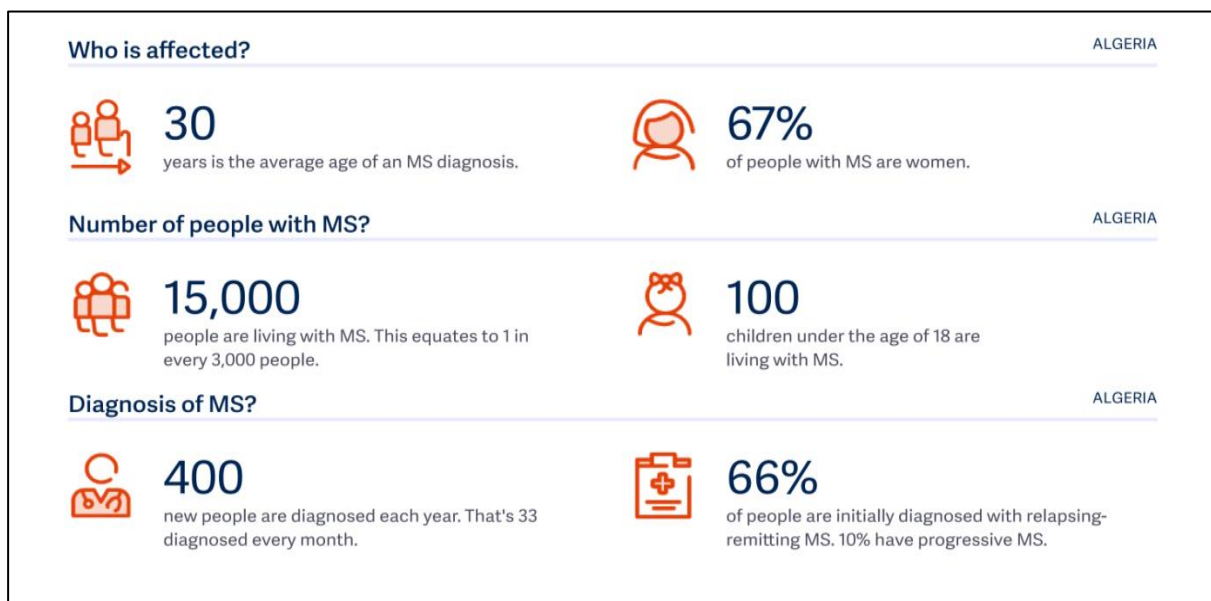 Who is affected?
ALGERIA
30
years is the average age of an MS diagnosis.
67%
of people with MS are women.
Number of people with MS?
ALGERIA
15,000
people are living with MS. This equates to 1 in
every 3,000 people.
100
children under the age of 18 are
living with MS.
Diagnosis of MS?
ALGERIA
400
new people are diagnosed each year. That's 33
diagnosed every month.
66%
of people are initially diagnosed with relapsing-
remitting MS. 10% have progressive MS.